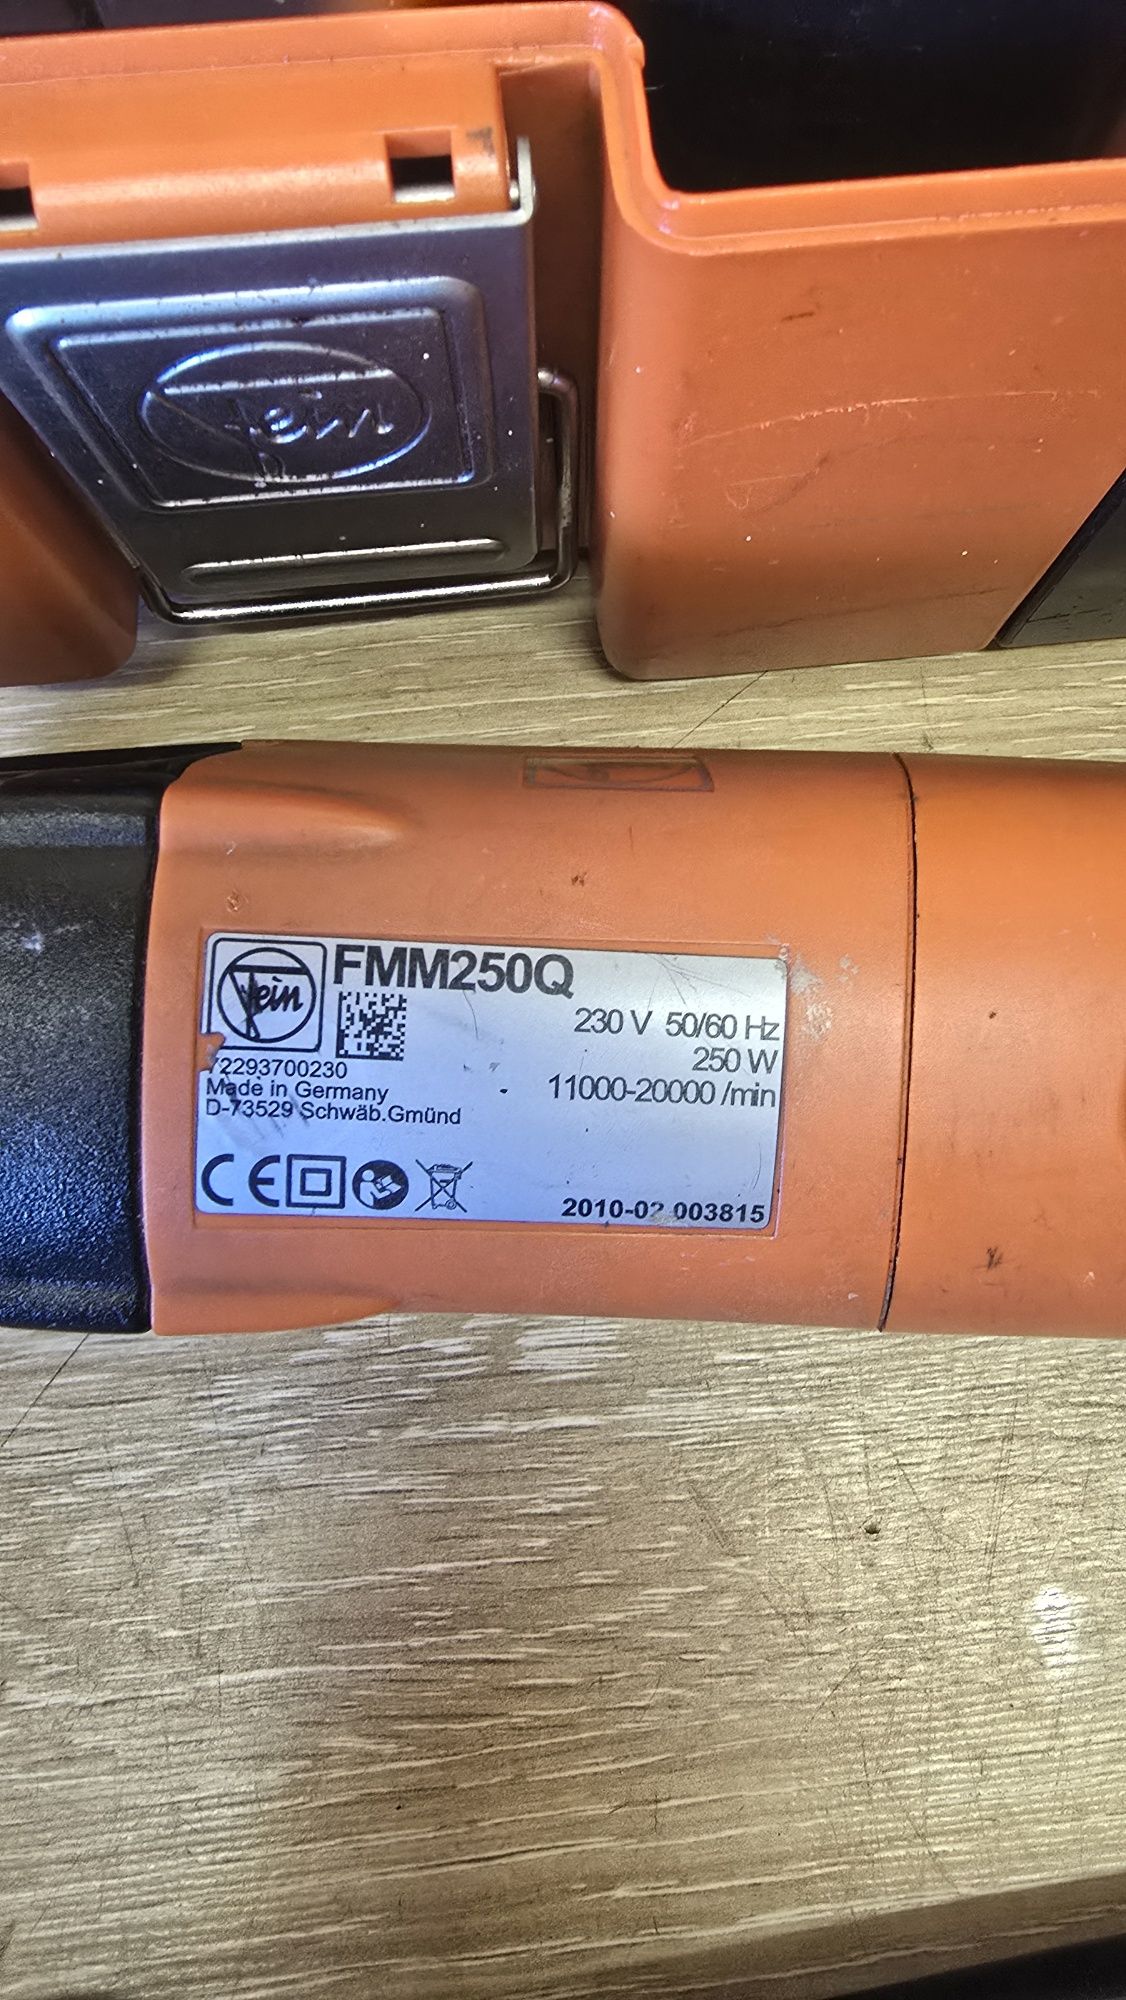 Fein
Fein
FMM250Q
230 V 50/60 Hz
250 W
72293700230
Made in Germany
11000-20000 /min
D-73529 Schwäb.Gmünd
CE
2010-02 003815